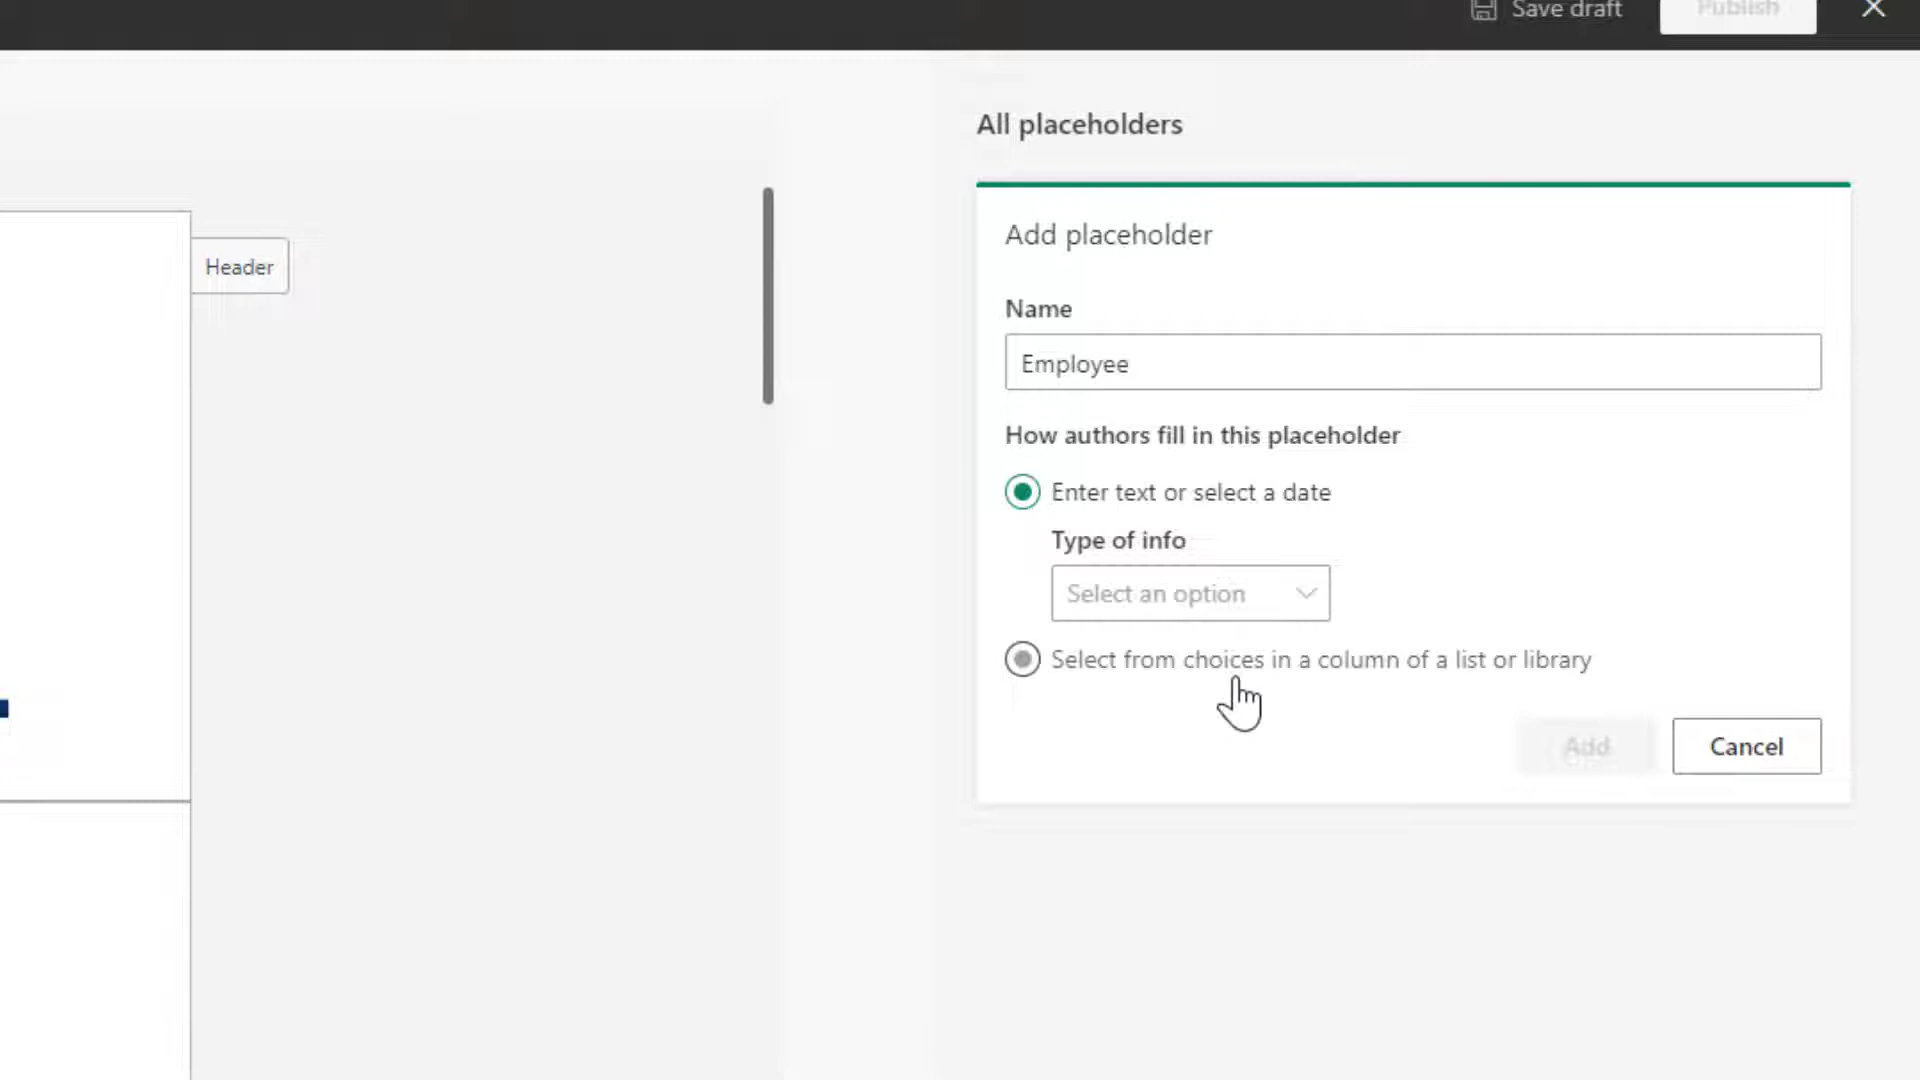 Save draft
Publish
All placeholders
Header
Add placeholder
Name
Employee
How authors fill in this placeholder
Enter text or select a date
Type of info
Select an option
Select from choices in a column of a list or library
Add
Cancel